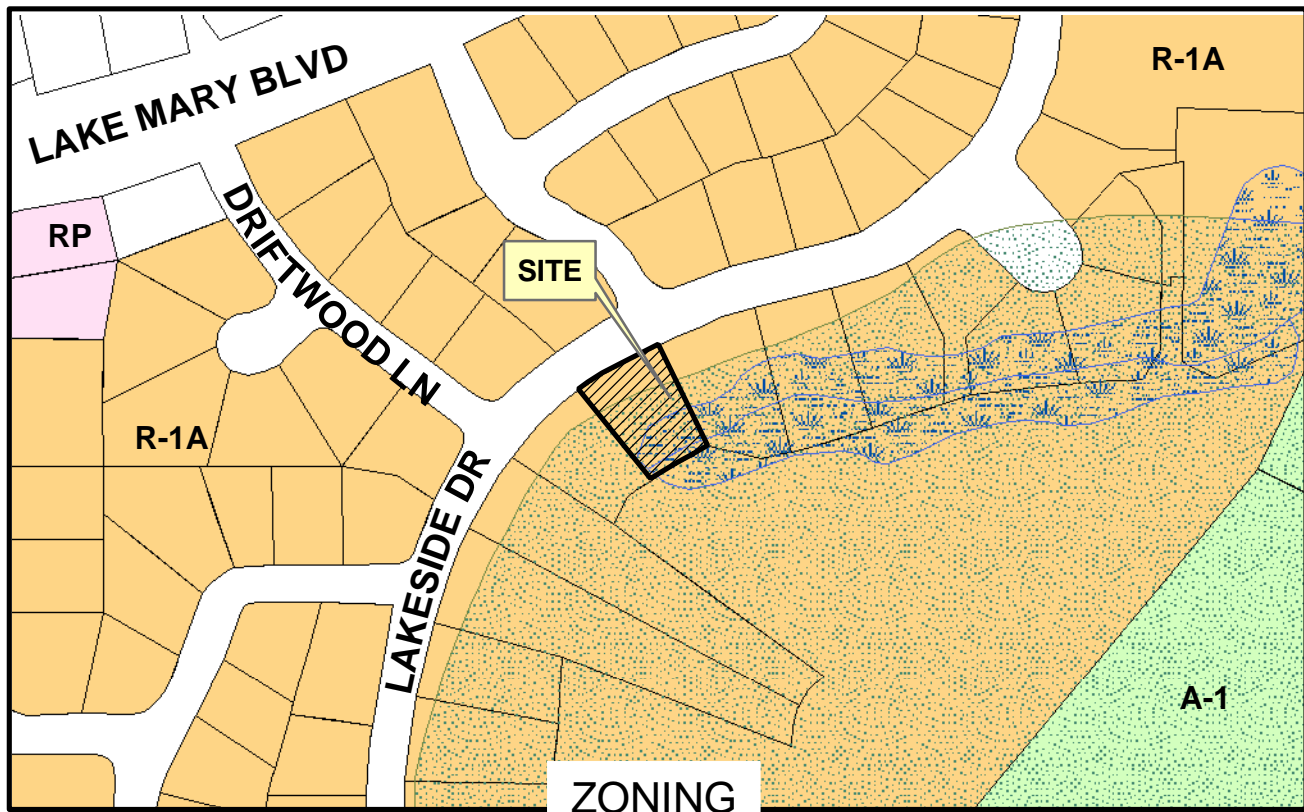 R-1A
LAKE MARY BLVD
RP
DRIFTWOOD LN
SITE
R-1A
LAKESIDE DR
A-1
ZONING